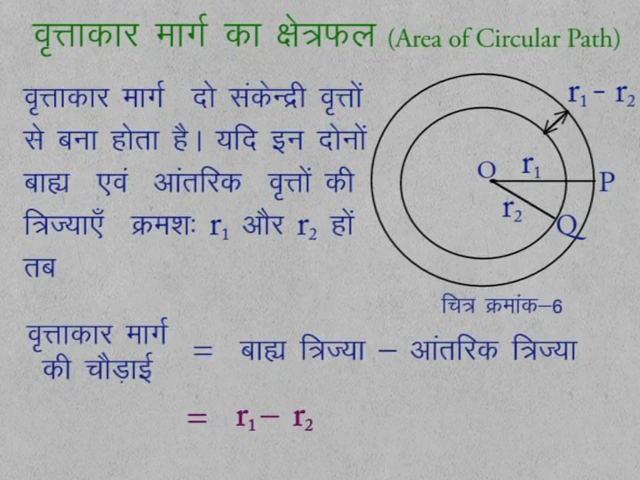 वृत्ताकार मार्ग का क्षेत्रफल (Area of Circular Path)
वृत्ताकार मार्ग दो संकेन्द्री वृत्तों
से बना होता है। यदि इन दोनों
बाह्य एवं आंतरिक वृत्तों की
त्रिज्याएँ क्रमशः r₁ और r₂ हों
तब
r₁ - r₂
O r₁ P
r₂ Q
चित्र क्रमांक–6
वृत्ताकार मार्ग
की चौड़ाई = बाह्य त्रिज्या – आंतरिक त्रिज्या
= r₁ – r₂